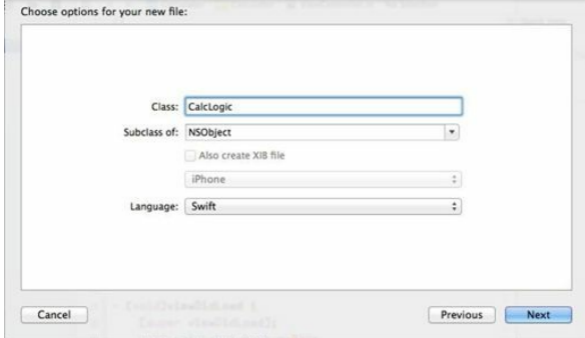 Choose options for your new file:
Class: CalcLogic
Subclass of: NSObject
Also create XIB file
iPhone
Language: Swift
Cancel Previous Next